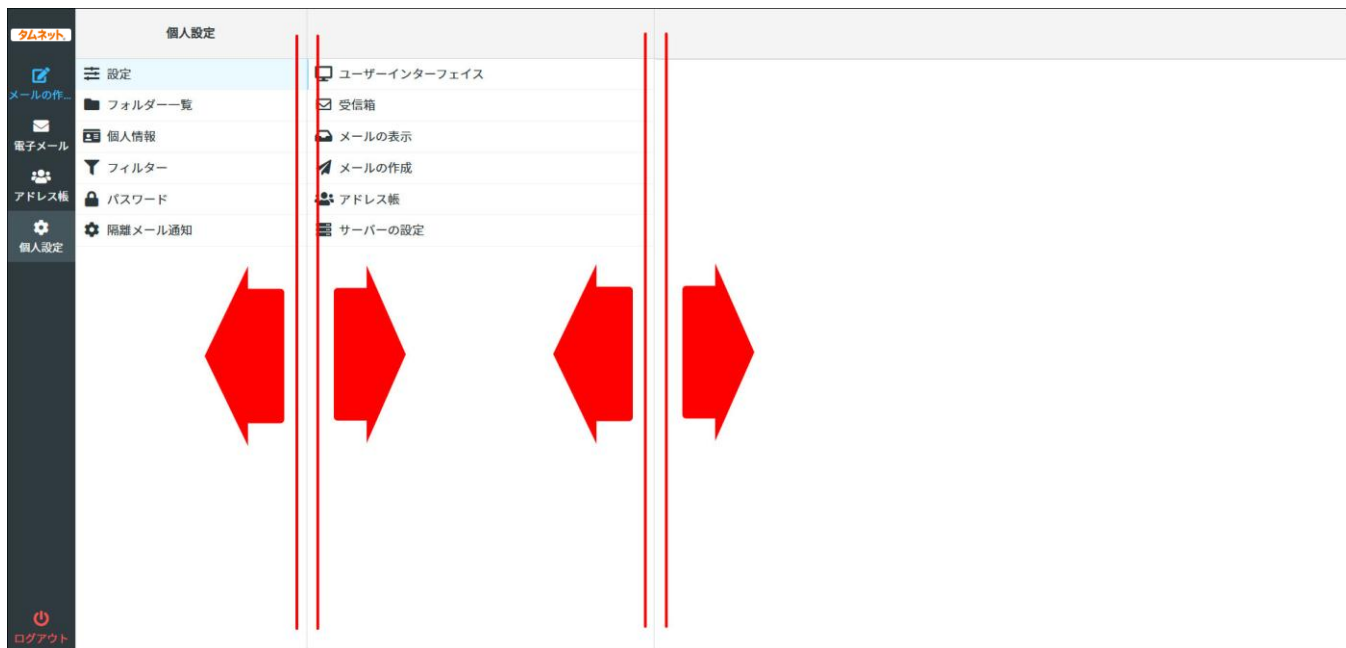 タムネット。
メールの作...
電子メール
アドレス帳
個人設定
ログアウト
個人設定
設定
フォルダー一覧
個人情報
フィルター
パスワード
隔離メール通知
ユーザーインターフェイス
受信箱
メールの表示
メールの作成
アドレス帳
サーバーの設定